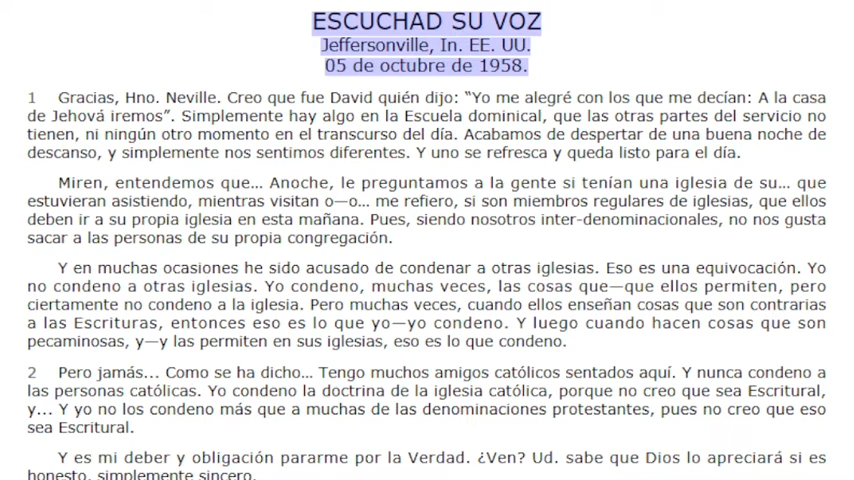 ESCUCHAD SU VOZ
Jeffersonville, In. EE. UU.
05 de octubre de 1958.
1 Gracias, Hno. Neville. Creo que fue David quién dijo: “Yo me alegré con los que me decían: A la casa
de Jehová iremos”. Simplemente hay algo en la Escuela dominical, que las otras partes del servicio no
tienen, ni ningún otro momento en el transcurso del día. Acabamos de despertar de una buena noche de
descanso, y simplemente nos sentimos diferentes. Y uno se refresca y queda listo para el día.
Miren, entendemos que… Anoche, le preguntamos a la gente si tenían una iglesia de su… que
estuvieran asistiendo, mientras visitan o—o… me refiero, si son miembros regulares de iglesias, que ellos
deben ir a su propia iglesia en esta mañana. Pues, siendo nosotros inter-denominacionales, no nos gusta
sacar a las personas de su propia congregación.
Y en muchas ocasiones he sido acusado de condenar a otras iglesias. Eso es una equivocación. Yo
no condeno a otras iglesias. Yo condeno, muchas veces, las cosas que—que ellos permiten, pero
ciertamente no condeno a la iglesia. Pero muchas veces, cuando ellos enseñan cosas que son contrarias
a las Escrituras, entonces eso es lo que yo—yo condeno. Y luego cuando hacen cosas que son
pecaminosas, y—y las permiten en sus iglesias, eso es lo que condeno.
2 Pero jamás… Como se ha dicho… Tengo muchos amigos católicos sentados aquí. Y nunca condeno a
las personas católicas. Yo condeno la doctrina de la iglesia católica, porque no creo que sea Escritural,
y… Y yo no los condeno más que a muchas de las denominaciones protestantes, pues no creo que eso
sea Escritural.
Y es mi deber y obligación pararme por la Verdad. ¿Ven? Ud. sabe que Dios lo apreciará si es
honesto, simplemente sincero.